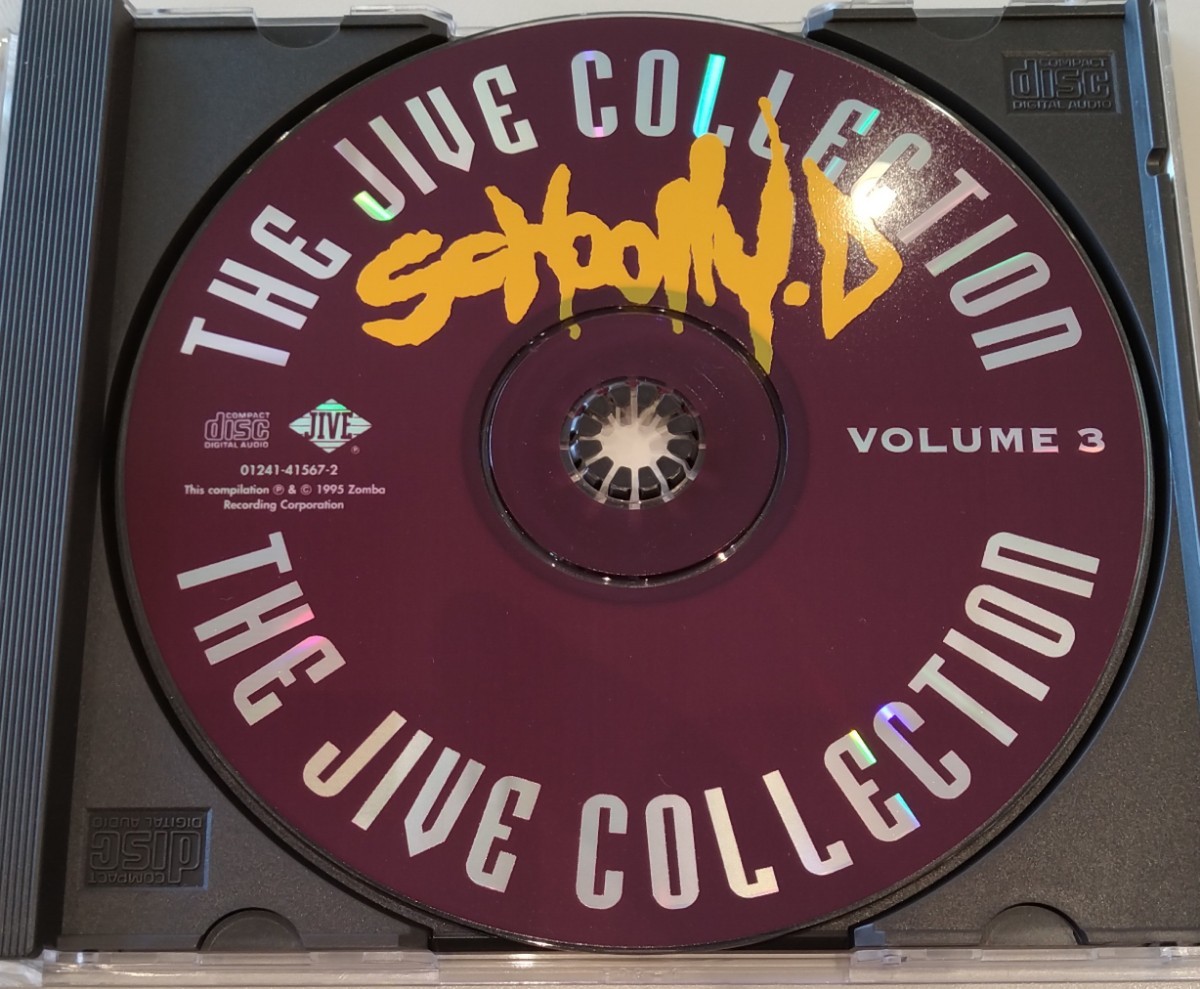 THE JIVE COLLECTION
SCHOOLLY.D
COMPACT
disc
DIGITAL AUDIO
JIVE
®
01241-41567-2
This compilation ℗ & © 1995 Zomba
Recording Corporation
VOLUME 3
THE JIVE COLLECTION
COMPACT
disc
DIGITAL AUDIO
COMPACT
disc
DIGITAL AUDIO